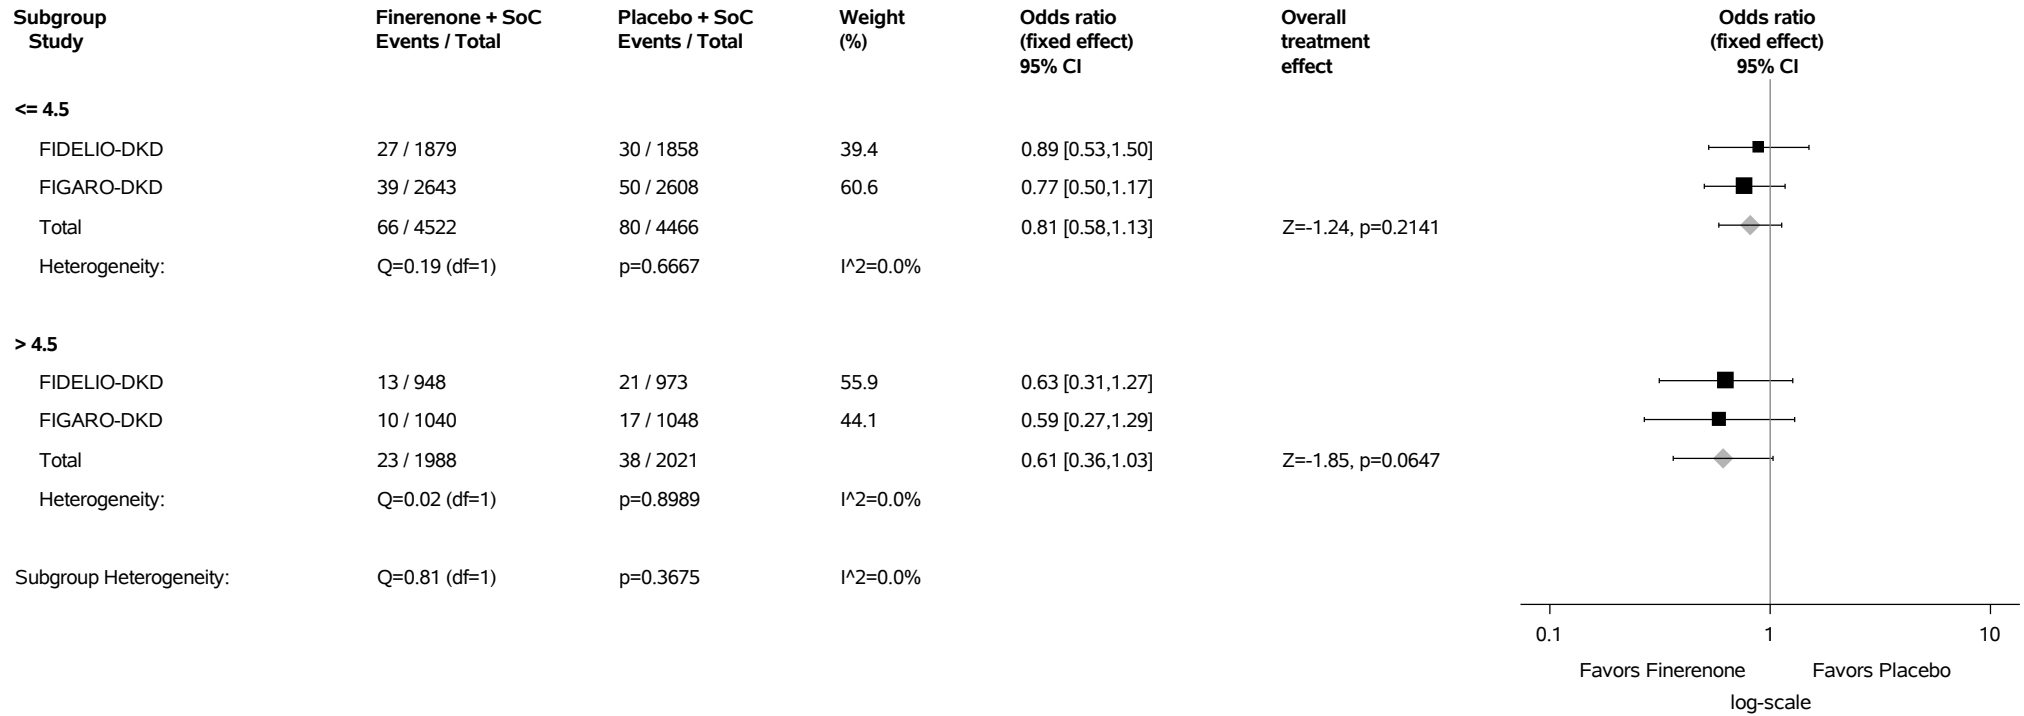 Subgroup Finerenone + SoC Placebo + SoC Weight Odds ratio Overall Odds ratio
Study Events / Total Events / Total (%) (fixed effect) treatment (fixed effect)
95% CI effect 95% CI
<= 4.5
FIDELIO-DKD 27 / 1879 30 / 1858 39.4 0.89 [0.53,1.50]
FIGARO-DKD 39 / 2643 50 / 2608 60.6 0.77 [0.50,1.17]
Total 66 / 4522 80 / 4466 0.81 [0.58,1.13] Z=-1.24, p=0.2141
Heterogeneity: Q=0.19 (df=1) p=0.6667 I^2=0.0%
> 4.5
FIDELIO-DKD 13 / 948 21 / 973 55.9 0.63 [0.31,1.27]
FIGARO-DKD 10 / 1040 17 / 1048 44.1 0.59 [0.27,1.29]
Total 23 / 1988 38 / 2021 0.61 [0.36,1.03] Z=-1.85, p=0.0647
Heterogeneity: Q=0.02 (df=1) p=0.8989 I^2=0.0%
Subgroup Heterogeneity: Q=0.81 (df=1) p=0.3675 I^2=0.0%
0.1 1 10
Favors Finerenone Favors Placebo
log-scale